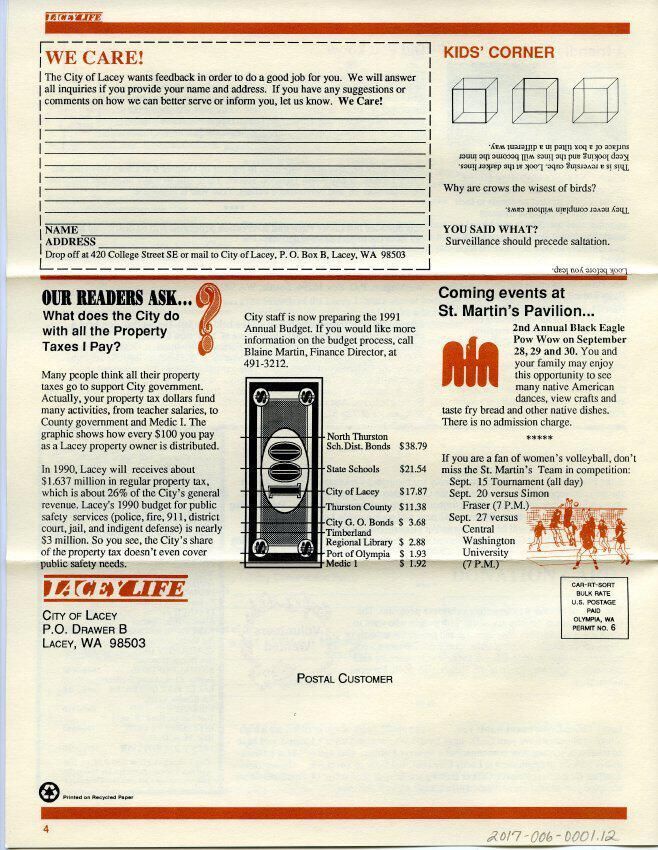 LACEY LIFE
WE CARE!
The City of Lacey wants feedback in order to do a good job for you. We will answer
all inquiries if you provide your name and address. If you have any suggestions or
comments on how we can better serve or inform you, let us know. We Care!
NAME
ADDRESS
Drop off at 420 College Street SE or mail to City of Lacey, P. O. Box B, Lacey, WA 98503
KIDS' CORNER
This is a reversing cube. Look at the darker lines.
Keep looking and the lines will become the inner
surface of a box tilted in a different way.
Why are crows the wisest of birds?
They never complain without caws.
YOU SAID WHAT?
Surveillance should precede saltation.
Look before you leap.
OUR READERS ASK...?
What does the City do
with all the Property
Taxes I Pay?
Many people think all their property
taxes go to support City government.
Actually, your property tax dollars fund
many activities, from teacher salaries, to
County government and Medic I. The
graphic shows how every $100 you pay
as a Lacey property owner is distributed.
In 1990, Lacey will receives about
$1.637 million in regular property tax,
which is about 26% of the City's general
revenue. Lacey's 1990 budget for public
safety services (police, fire, 911, district
court, jail, and indigent defense) is nearly
$3 million. So you see, the City's share
of the property tax doesn't even cover
public safety needs.
City staff is now preparing the 1991
Annual Budget. If you would like more
information on the budget process, call
Blaine Martin, Finance Director, at
491-3212.
North Thurston
Sch.Dist. Bonds $38.79
State Schools $21.54
City of Lacey $17.87
Thurston County $11.38
City G. O. Bonds $ 3.68
Timberland
Regional Library $ 2.88
Port of Olympia $ 1.93
Medic 1 $ 1.92
Coming events at
St. Martin's Pavilion...
2nd Annual Black Eagle
Pow Wow on September
28, 29 and 30. You and
your family may enjoy
this opportunity to see
many native American
dances, view crafts and
taste fry bread and other native dishes.
There is no admission charge.
*****
If you are a fan of women's volleyball, don't
miss the St. Martin's Team in competition:
Sept. 15 Tournament (all day)
Sept. 20 versus Simon
Fraser (7 P.M.)
Sept. 27 versus
Central
Washington
University
(7 P.M.)
LACEY LIFE
CITY OF LACEY
P.O. DRAWER B
LACEY, WA 98503
CAR-RT-SORT
BULK RATE
U.S. POSTAGE
PAID
OLYMPIA, WA
PERMIT NO. 6
POSTAL CUSTOMER
Printed on Recycled Paper
4
2017-006-0001.12